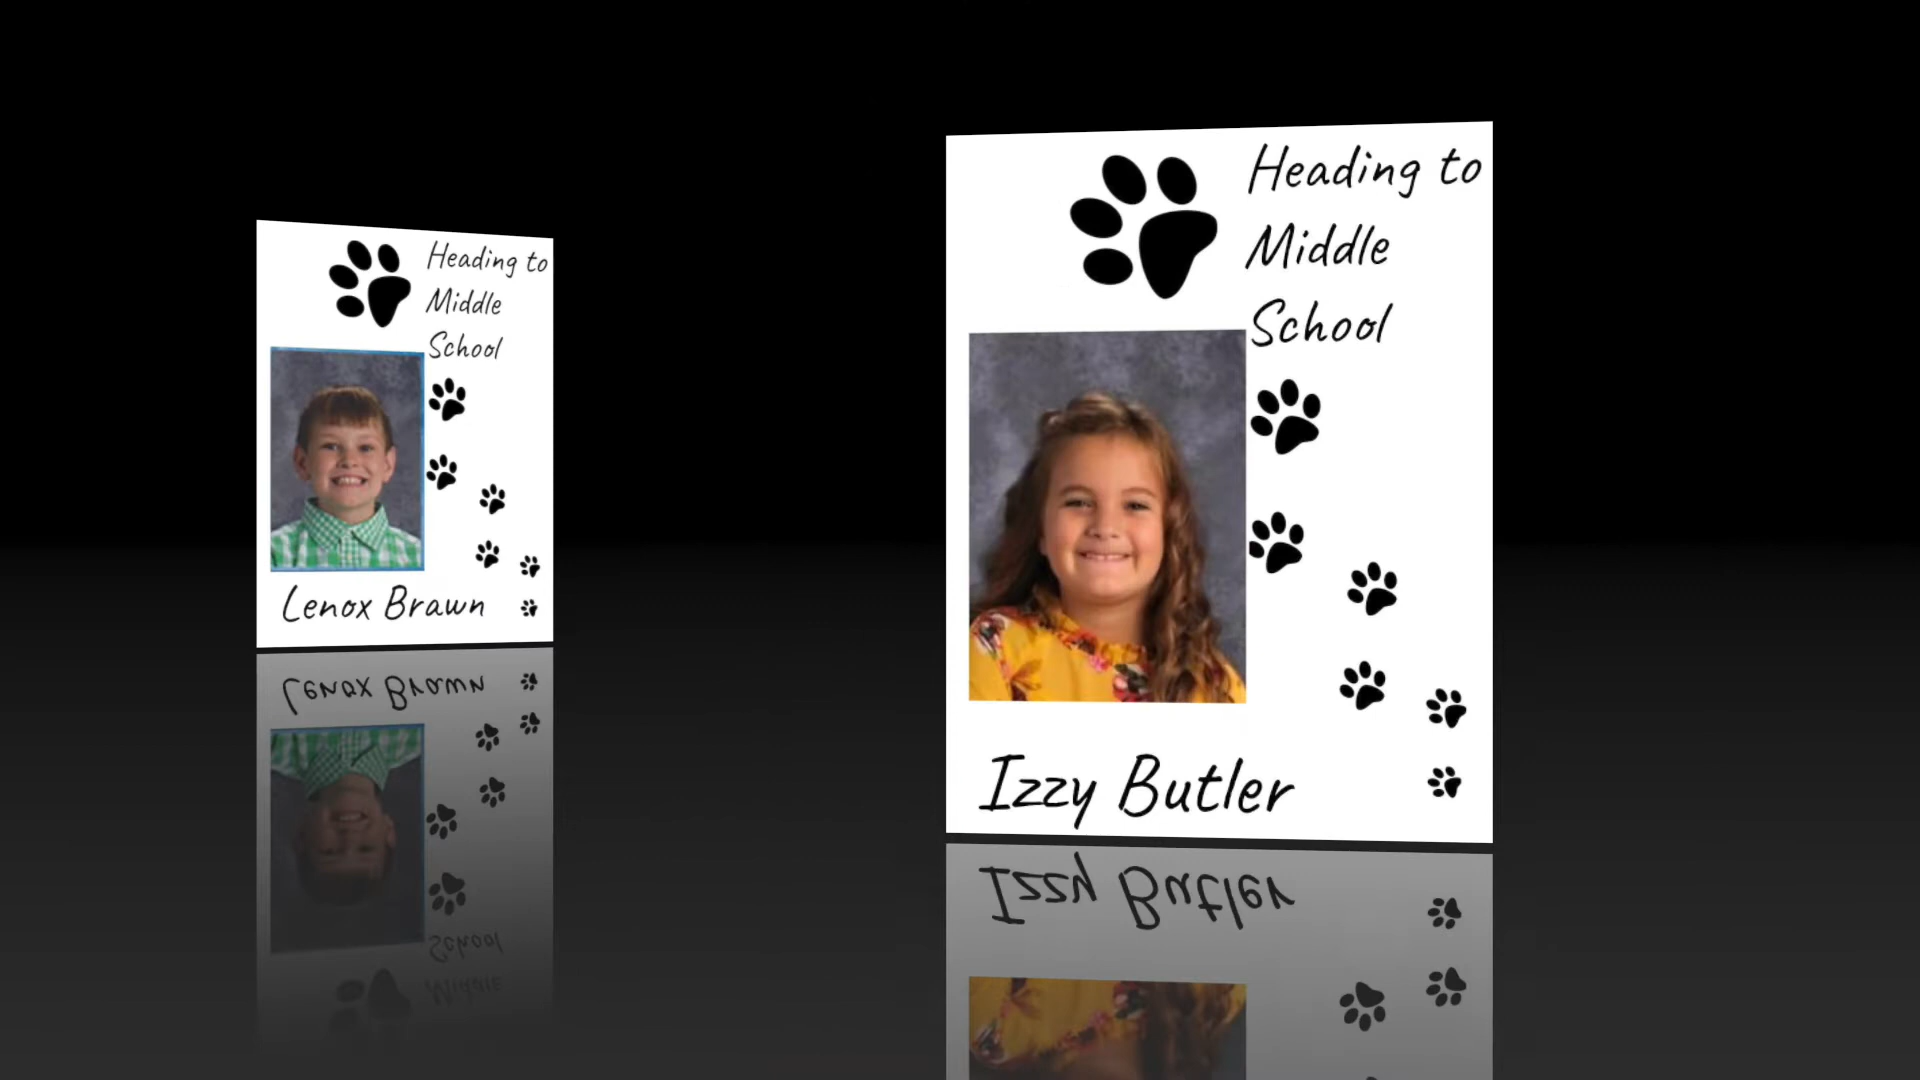 Heading to
Middle
School
Lenox Brawn
Heading to
Middle
School
Izzy Butler